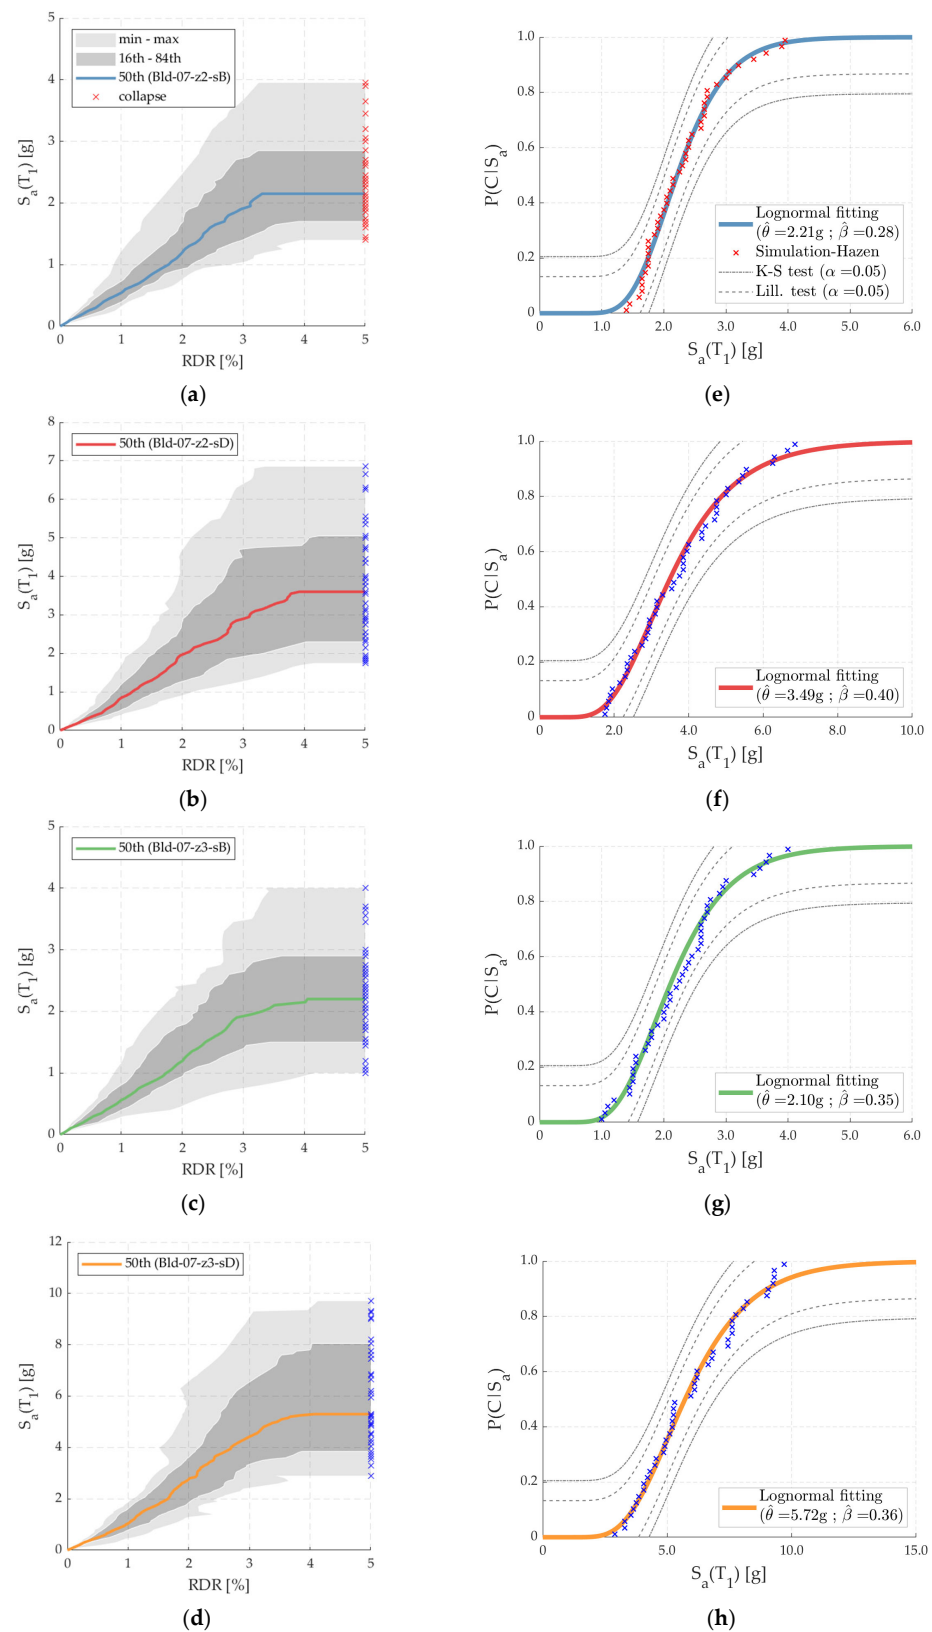 5
4
3
2
1
0
S_a(T_1) [g]
min - max
16th - 84th
50th (Bld-07-z2-sB)
collapse
0 1 2 3 4 5
RDR [%]
(a)
1.0
0.8
0.6
0.4
0.2
0
P(C|S_a)
Lognormal fitting
(θ̂ =2.21g ; β̂ =0.28)
Simulation-Hazen
K-S test (α =0.05)
Lill. test (α =0.05)
0 1.0 2.0 3.0 4.0 5.0 6.0
S_a(T_1) [g]
(e)
8
7
6
5
4
3
2
1
0
S_a(T_1) [g]
50th (Bld-07-z2-sD)
0 1 2 3 4 5
RDR [%]
(b)
1.0
0.8
0.6
0.4
0.2
0
P(C|S_a)
Lognormal fitting
(θ̂ =3.49g ; β̂ =0.40)
0 2.0 4.0 6.0 8.0 10.0
S_a(T_1) [g]
(f)
5
4
3
2
1
0
S_a(T_1) [g]
50th (Bld-07-z3-sB)
0 1 2 3 4 5
RDR [%]
(c)
1.0
0.8
0.6
0.4
0.2
0
P(C|S_a)
Lognormal fitting
(θ̂ =2.10g ; β̂ =0.35)
0 1.0 2.0 3.0 4.0 5.0 6.0
S_a(T_1) [g]
(g)
12
10
8
6
4
2
0
S_a(T_1) [g]
50th (Bld-07-z3-sD)
0 1 2 3 4 5
RDR [%]
(d)
1.0
0.8
0.6
0.4
0.2
0
P(C|S_a)
Lognormal fitting
(θ̂ =5.72g ; β̂ =0.36)
0 5.0 10.0 15.0
S_a(T_1) [g]
(h)